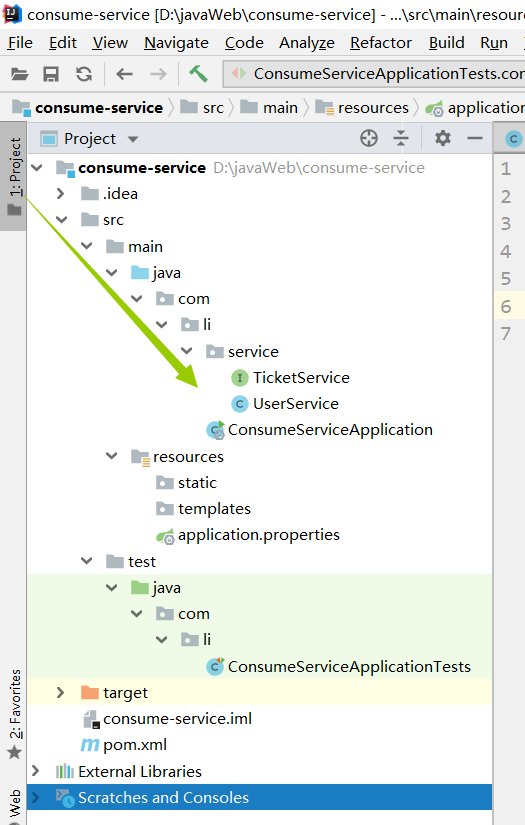 consume-service [D:\javaWeb\consume-service] - ...\src\main\resour
File Edit View Navigate Code Analyze Refactor Build Run
ConsumeServiceApplicationTests.con
consume-service src main resources application
1: Project
Project
consume-service D:\javaWeb\consume-service
.idea
src
main
java
com
li
service
TicketService
UserService
ConsumeServiceApplication
resources
static
templates
application.properties
test
java
com
li
ConsumeServiceApplicationTests
target
consume-service.iml
pom.xml
External Libraries
Scratches and Consoles
1
2
3
4
5
6
7
2: Favorites
Web